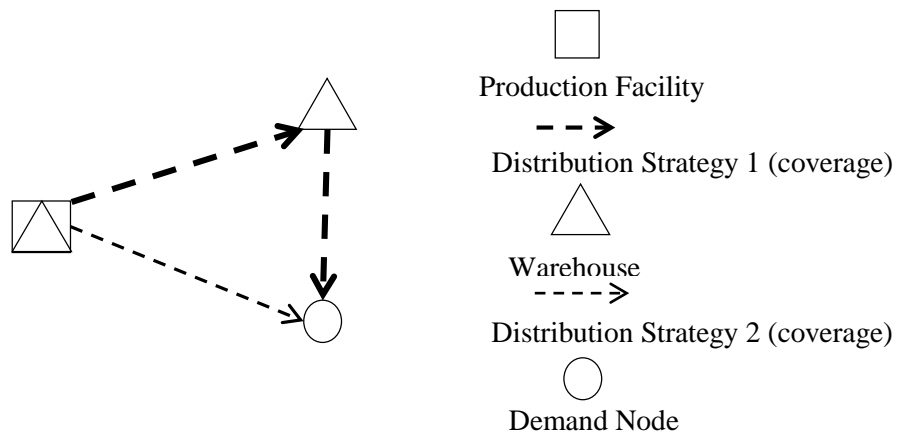 Production Facility
Distribution Strategy 1 (coverage)
Warehouse
Distribution Strategy 2 (coverage)
Demand Node